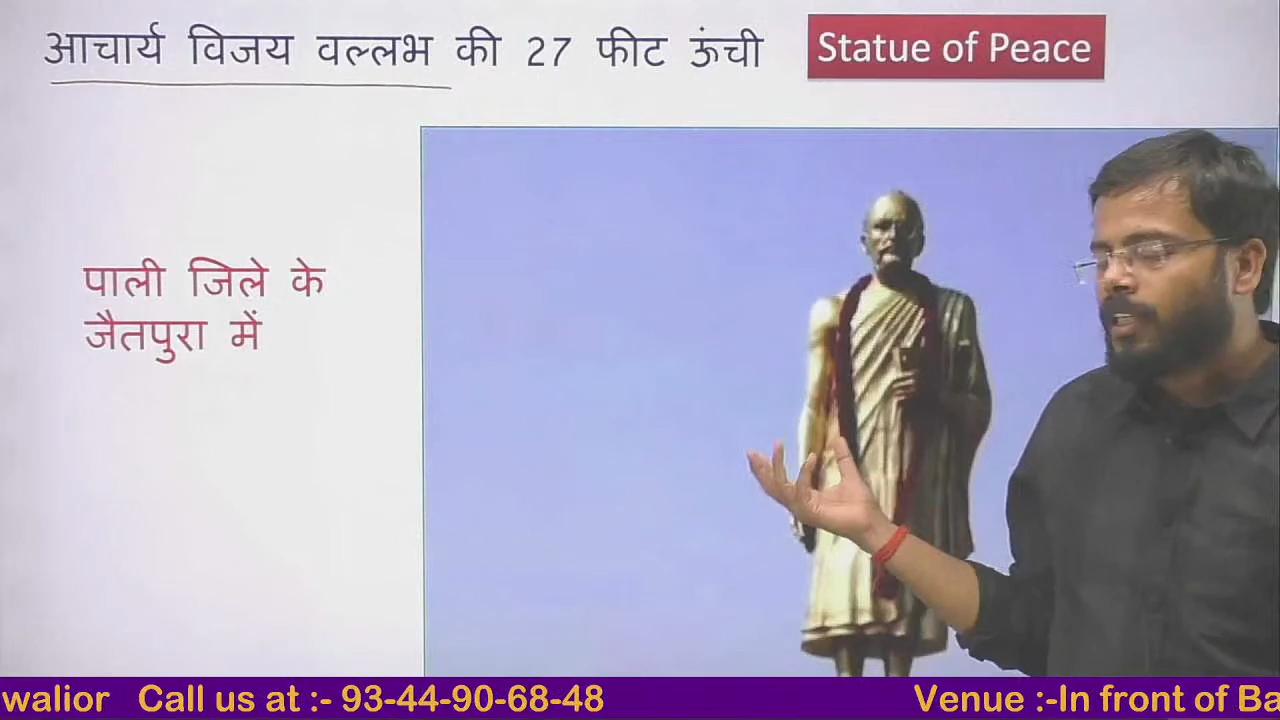 आचार्य विजय वल्लभ की 27 फीट ऊंची Statue of Peace
पाली जिले के
जैतपुरा में
walior Call us at :- 93-44-90-68-48 Venue :-In front of Ba